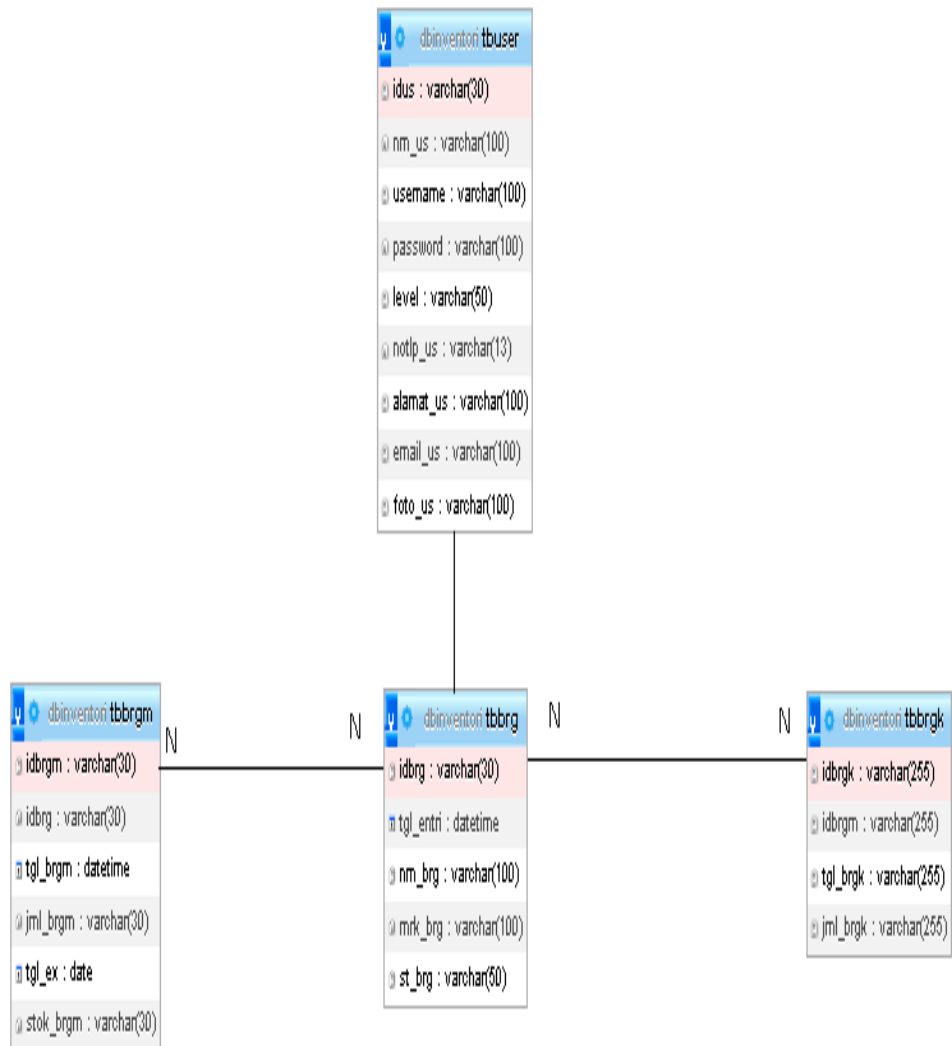 dbinventori tbuser
idus : varchar(30)
nm_us : varchar(100)
username : varchar(100)
password : varchar(100)
level : varchar(50)
notlp_us : varchar(13)
alamat_us : varchar(100)
email_us : varchar(100)
foto_us : varchar(100)
dbinventori tbbrgm
idbrgm : varchar(30)
idbrg : varchar(30)
tgl_brgm : datetime
jml_brgm : varchar(30)
tgl_ex : date
stok_brgm : varchar(30)
N
N
dbinventori tbbrg
idbrg : varchar(30)
tgl_entri : datetime
nm_brg : varchar(100)
mrk_brg : varchar(100)
st_brg : varchar(50)
N
N
dbinventori tbbrgk
idbrgk : varchar(255)
idbrgm : varchar(255)
tgl_brgk : varchar(255)
jml_brgk : varchar(255)